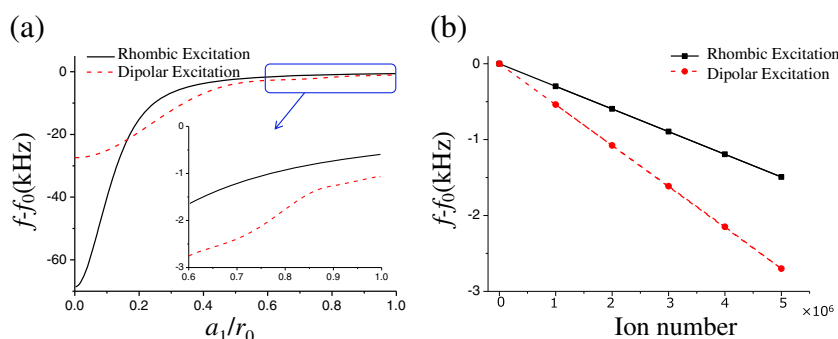 (a)
Rhombic Excitation
Dipolar Excitation
0
-20
-40
-60
f-f0(kHz)
0
-1
-2
-3
0.6 0.7 0.8 0.9 1.0
0.0 0.2 0.4 0.6 0.8 1.0
a1/r0
(b)
Rhombic Excitation
Dipolar Excitation
0
-1
-2
-3
f-f0(kHz)
0 1 2 3 4 5
×10⁶
Ion number